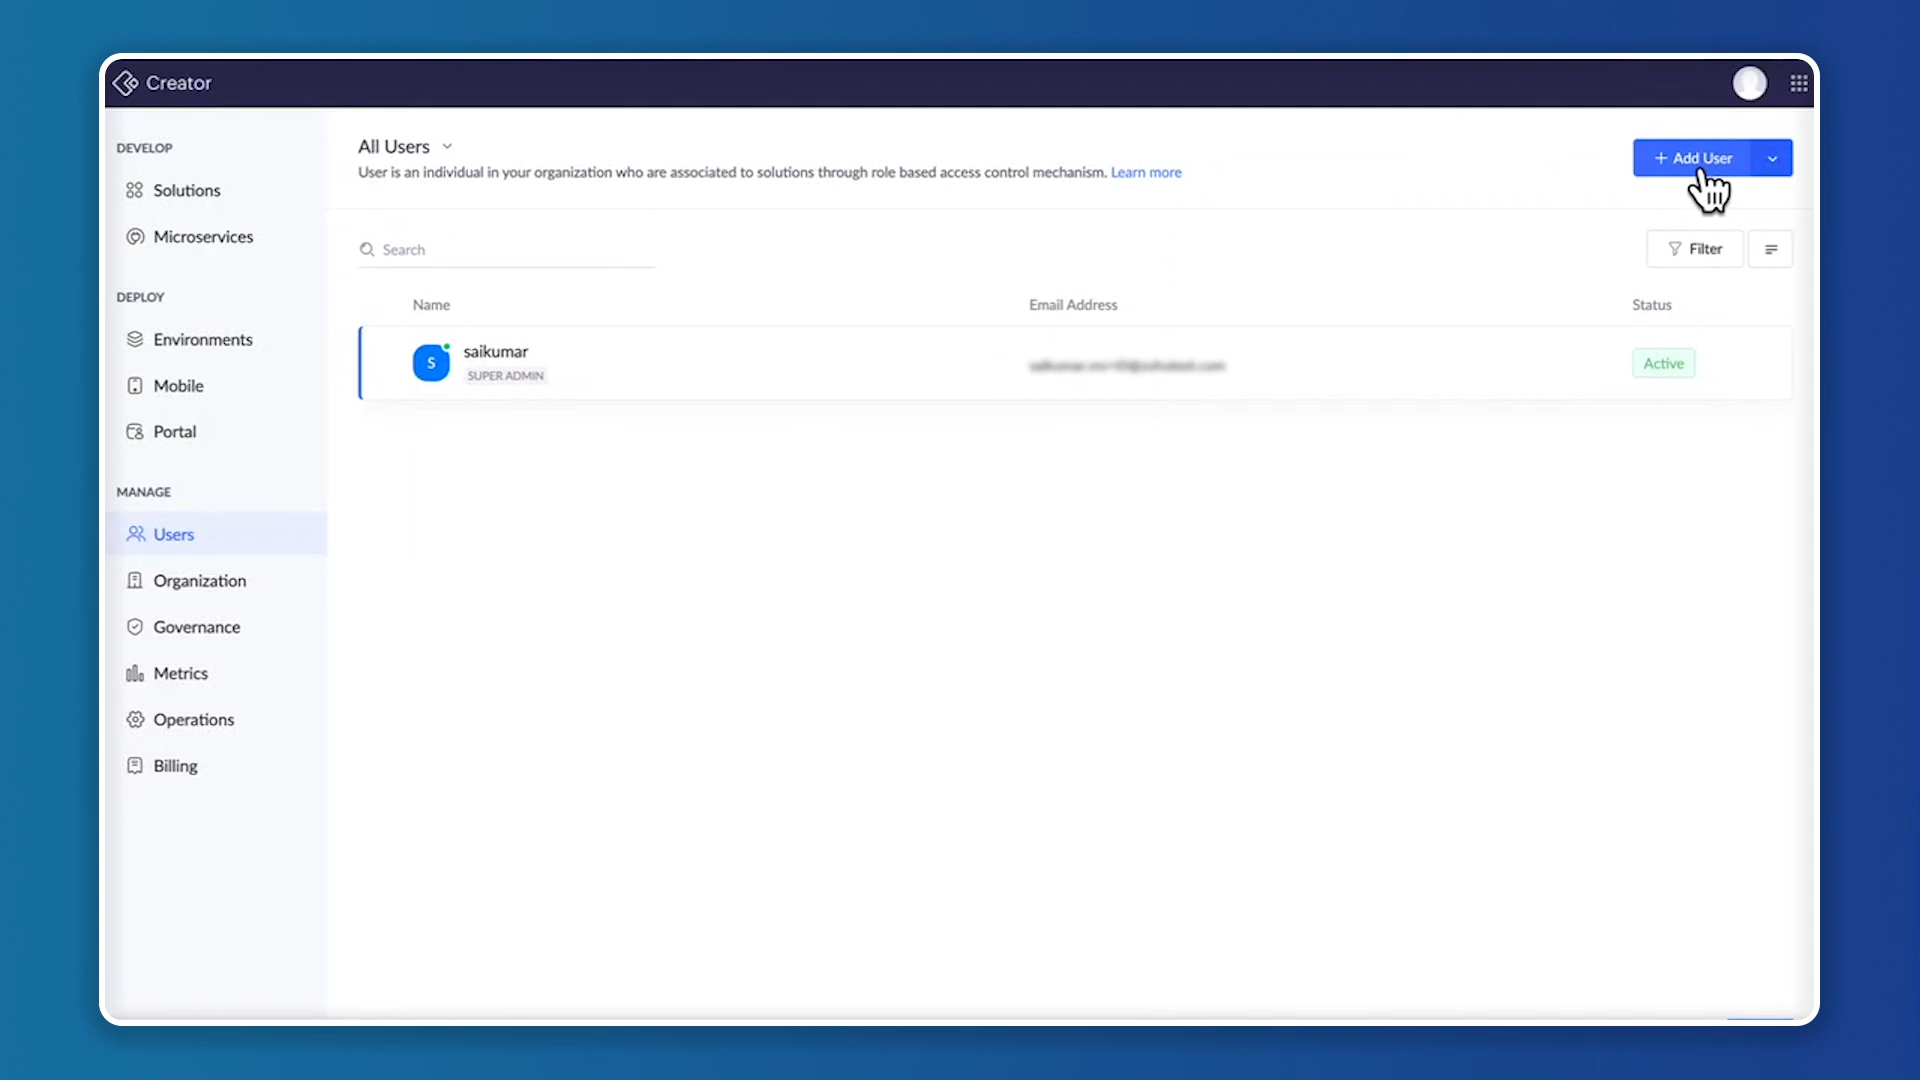 Creator
DEVELOP
Solutions
Microservices
DEPLOY
Environments
Mobile
Portal
MANAGE
Users
Organization
Governance
Metrics
Operations
Billing
All Users
User is an individual in your organization who are associated to solutions through role based access control mechanism. Learn more
+ Add User
Search
Filter
Name Email Address Status
S
saikumar
SUPER ADMIN
Active